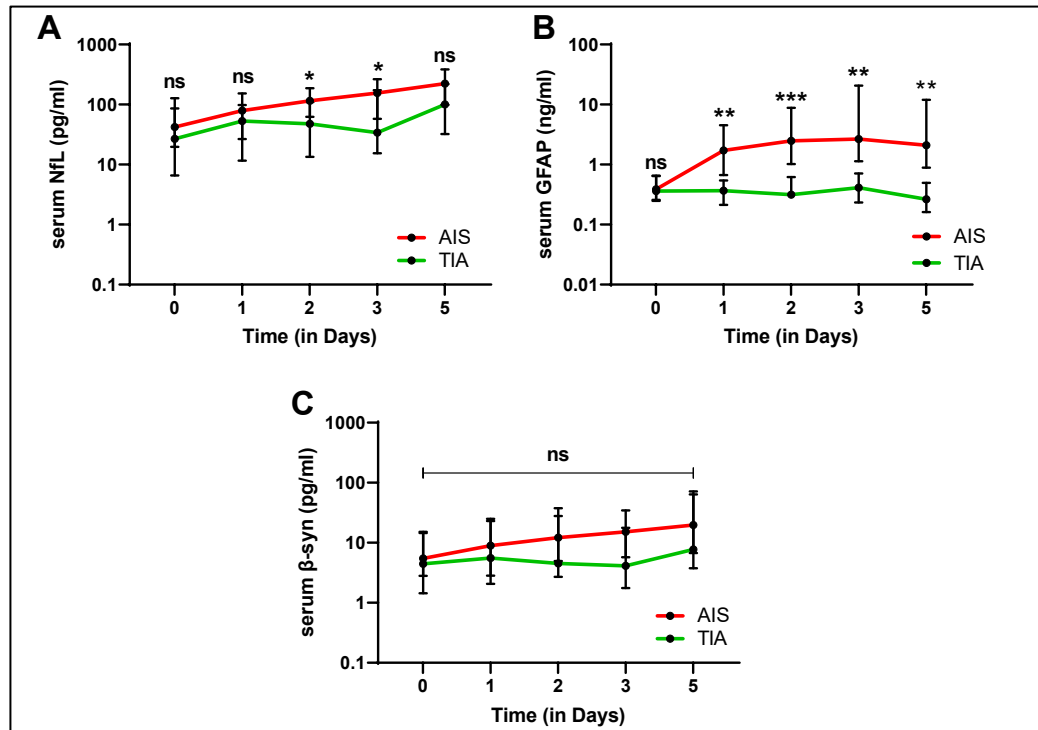 A
1000
100
10
1
0.1
serum NfL (pg/ml)
ns
ns
*
*
ns
AIS
TIA
0
1
2
3
5
Time (in Days)
B
100
10
1
0.1
0.01
serum GFAP (ng/ml)
ns
**
***
**
**
AIS
TIA
0
1
2
3
5
Time (in Days)
C
1000
100
10
1
0.1
serum β-syn (pg/ml)
ns
AIS
TIA
0
1
2
3
5
Time (in Days)